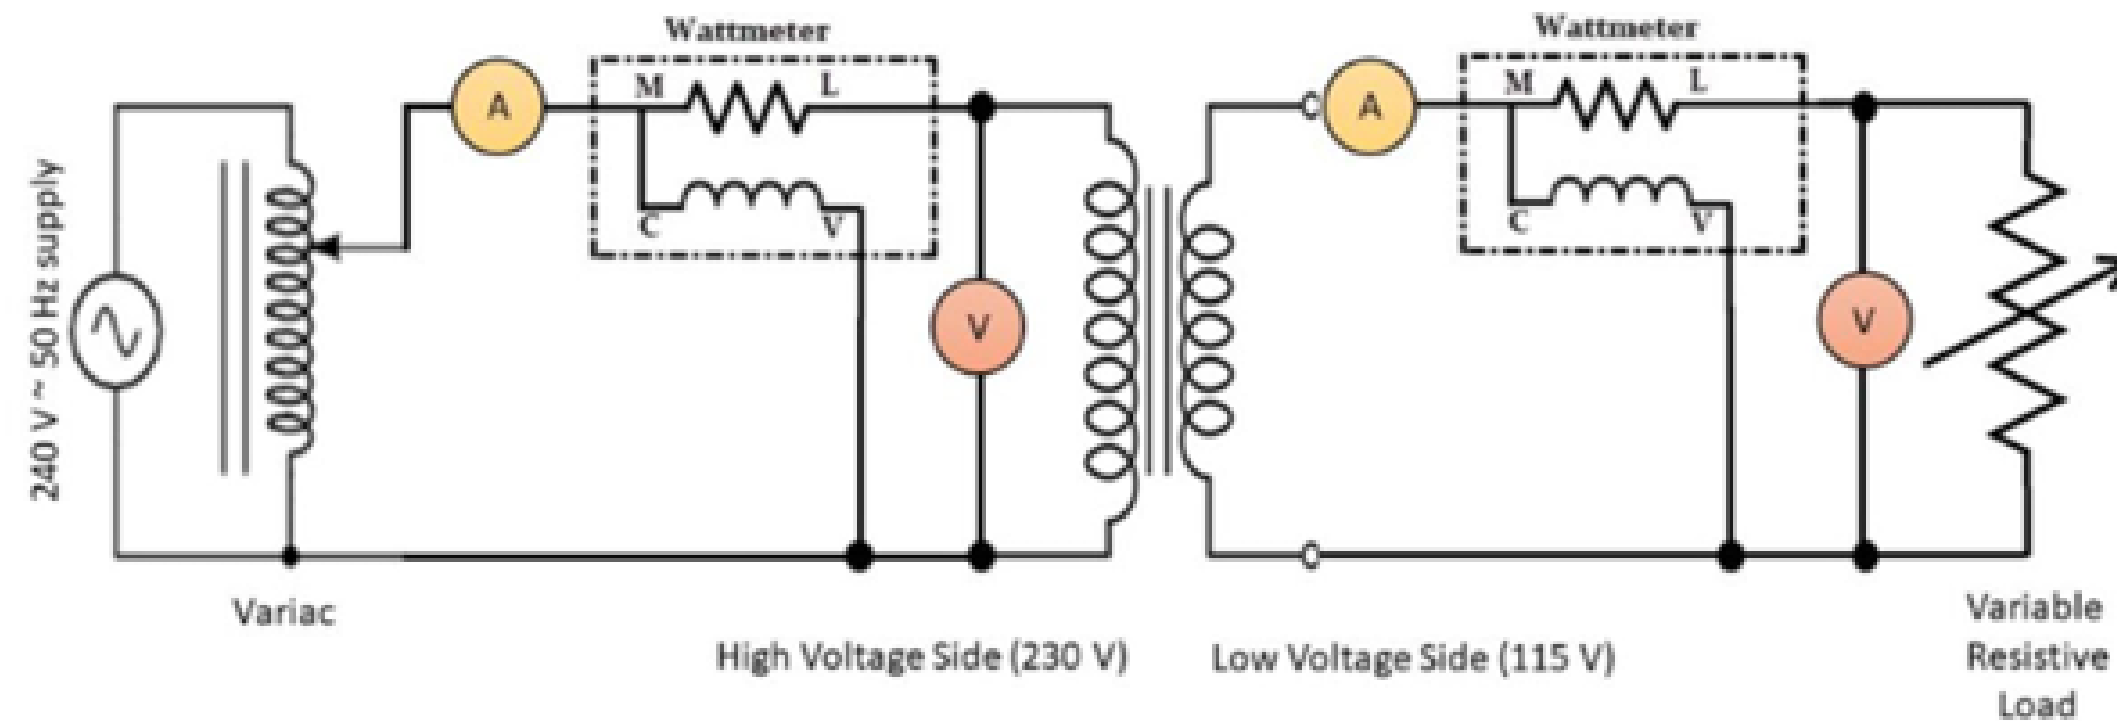 Wattmeter
Wattmeter
A
M
L
C
V
A
M
L
C
V
V
V
240 V ~ 50 Hz supply
Variac
High Voltage Side (230 V)
Low Voltage Side (115 V)
Variable
Resistive
Load